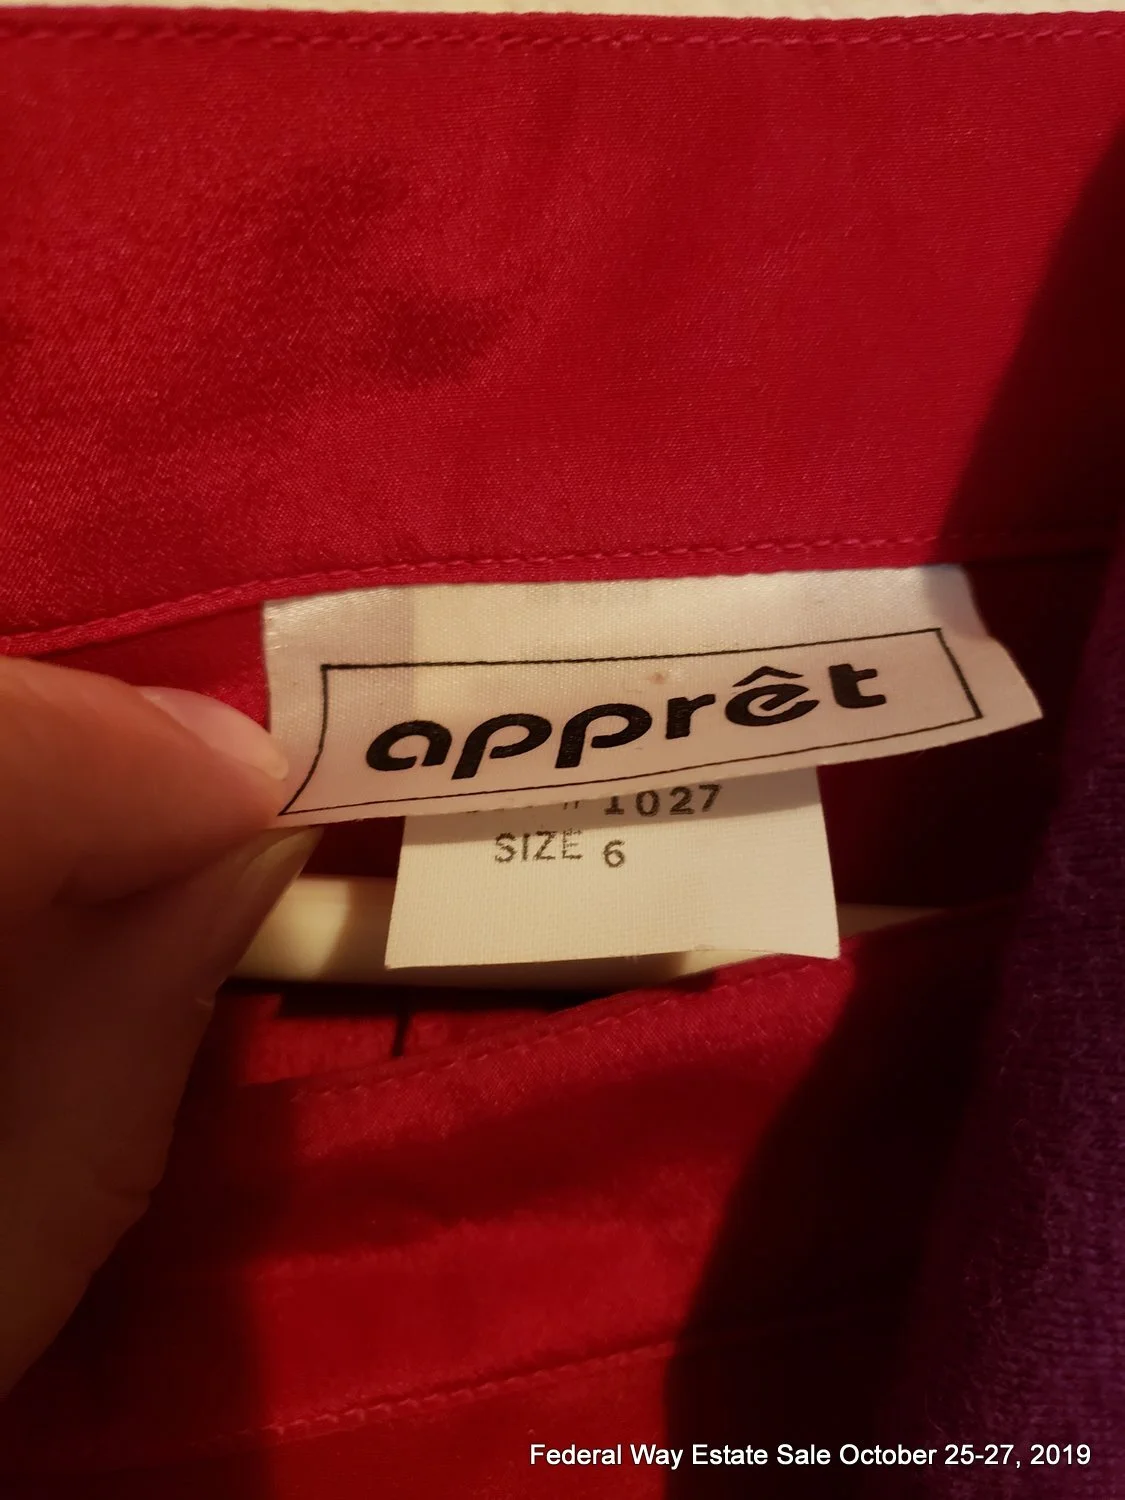 apprêt
1027
SIZE 6
Federal Way Estate Sale October 25-27, 2019